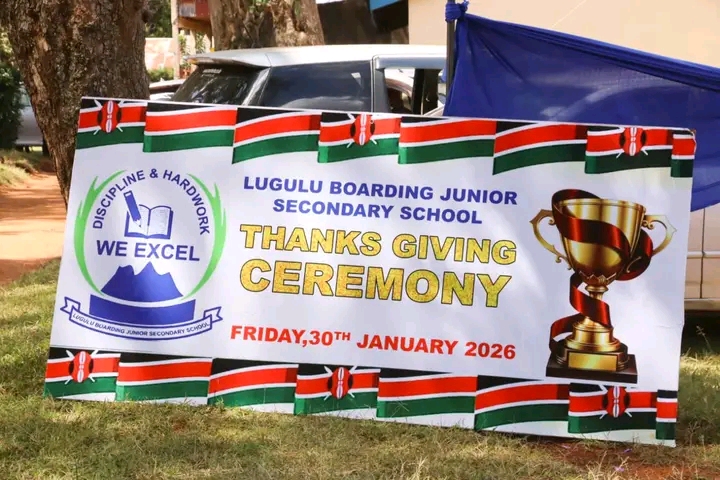 DISCIPLINE & HARDWORK
WE EXCEL
LUGULU BOARDING JUNIOR SECONDARY SCHOOL
LUGULU BOARDING JUNIOR
SECONDARY SCHOOL
THANKS GIVING
CEREMONY
FRIDAY,30TH JANUARY 2026